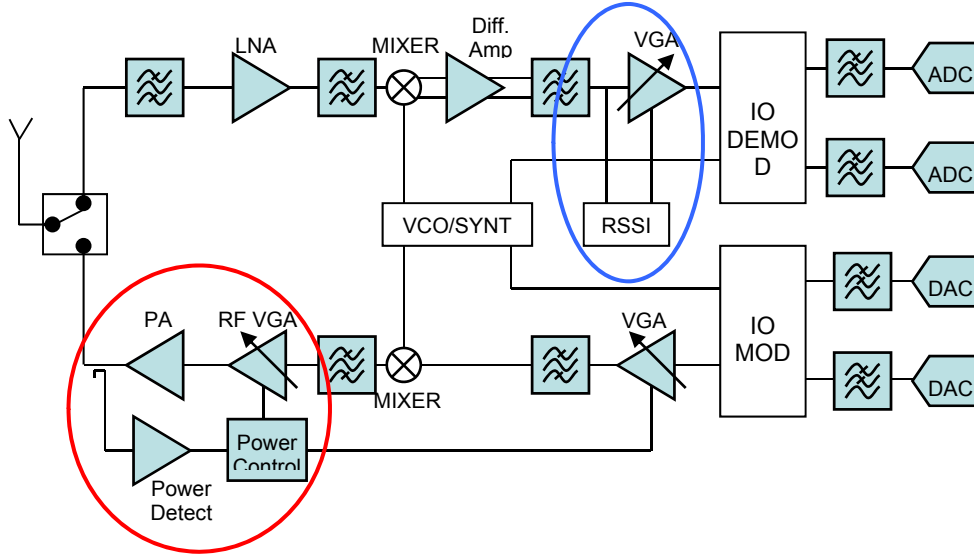 LNA
MIXER
Diff.
Amp
VGA
IO
DEMO
D
ADC
ADC
VCO/SYNT
RSSI
PA
RF VGA
MIXER
VGA
IO
MOD
DAC
DAC
Power
Control
Power
Detect